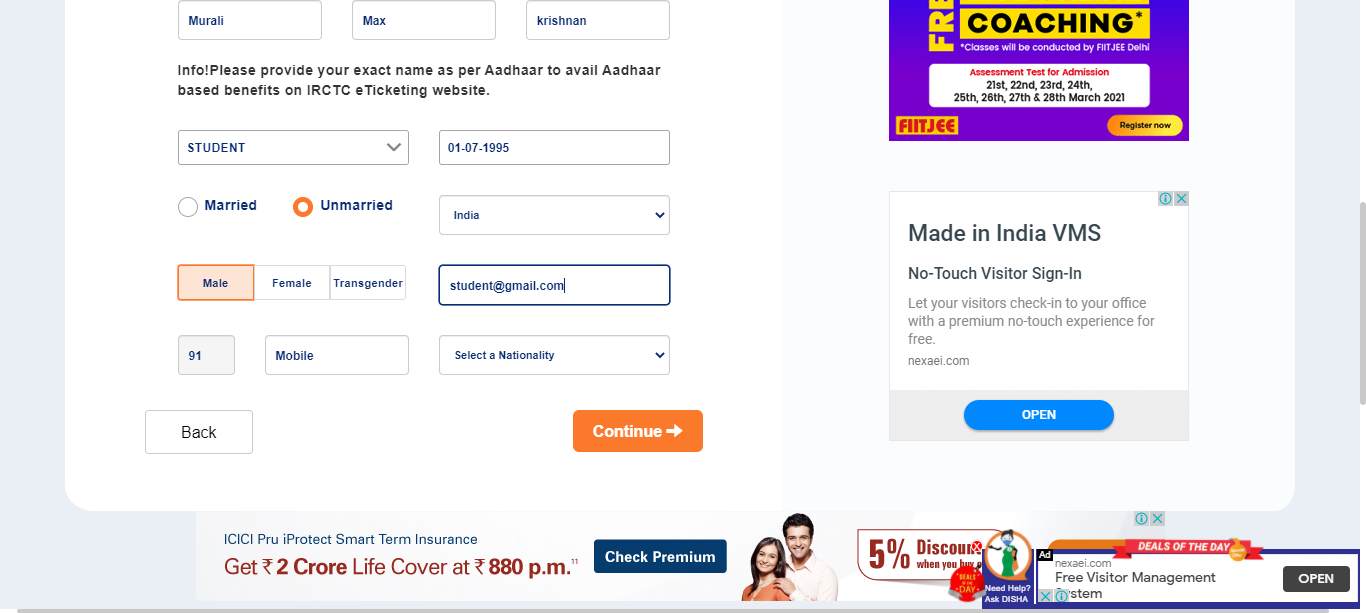 Murali
Max
krishnan
Info!Please provide your exact name as per Aadhaar to avail Aadhaar
based benefits on IRCTC eTicketing website.
STUDENT
01-07-1995
Married
Unmarried
India
Male
Female
Transgender
student@gmail.com
91
Mobile
Select a Nationality
Back
Continue
FREE
COACHING*
*Classes will be conducted by FIITJEE Delhi
Assessment Test for Admission
21st, 22nd, 23rd, 24th,
25th, 26th, 27th & 28th March 2021
FIITJEE
Register now
Made in India VMS
No-Touch Visitor Sign-In
Let your visitors check-in to your office
with a premium no-touch experience for
free.
nexaei.com
OPEN
ICICI Pru iProtect Smart Term Insurance
Get ₹ 2 Crore Life Cover at ₹ 880 p.m.11
Check Premium
5%
when you buy
DEALS
OF THE
DAY
Need Help?
Ask DISHA
DEALS OF THE DAY
Ad
nexaei.com
Free Visitor Management
OPEN